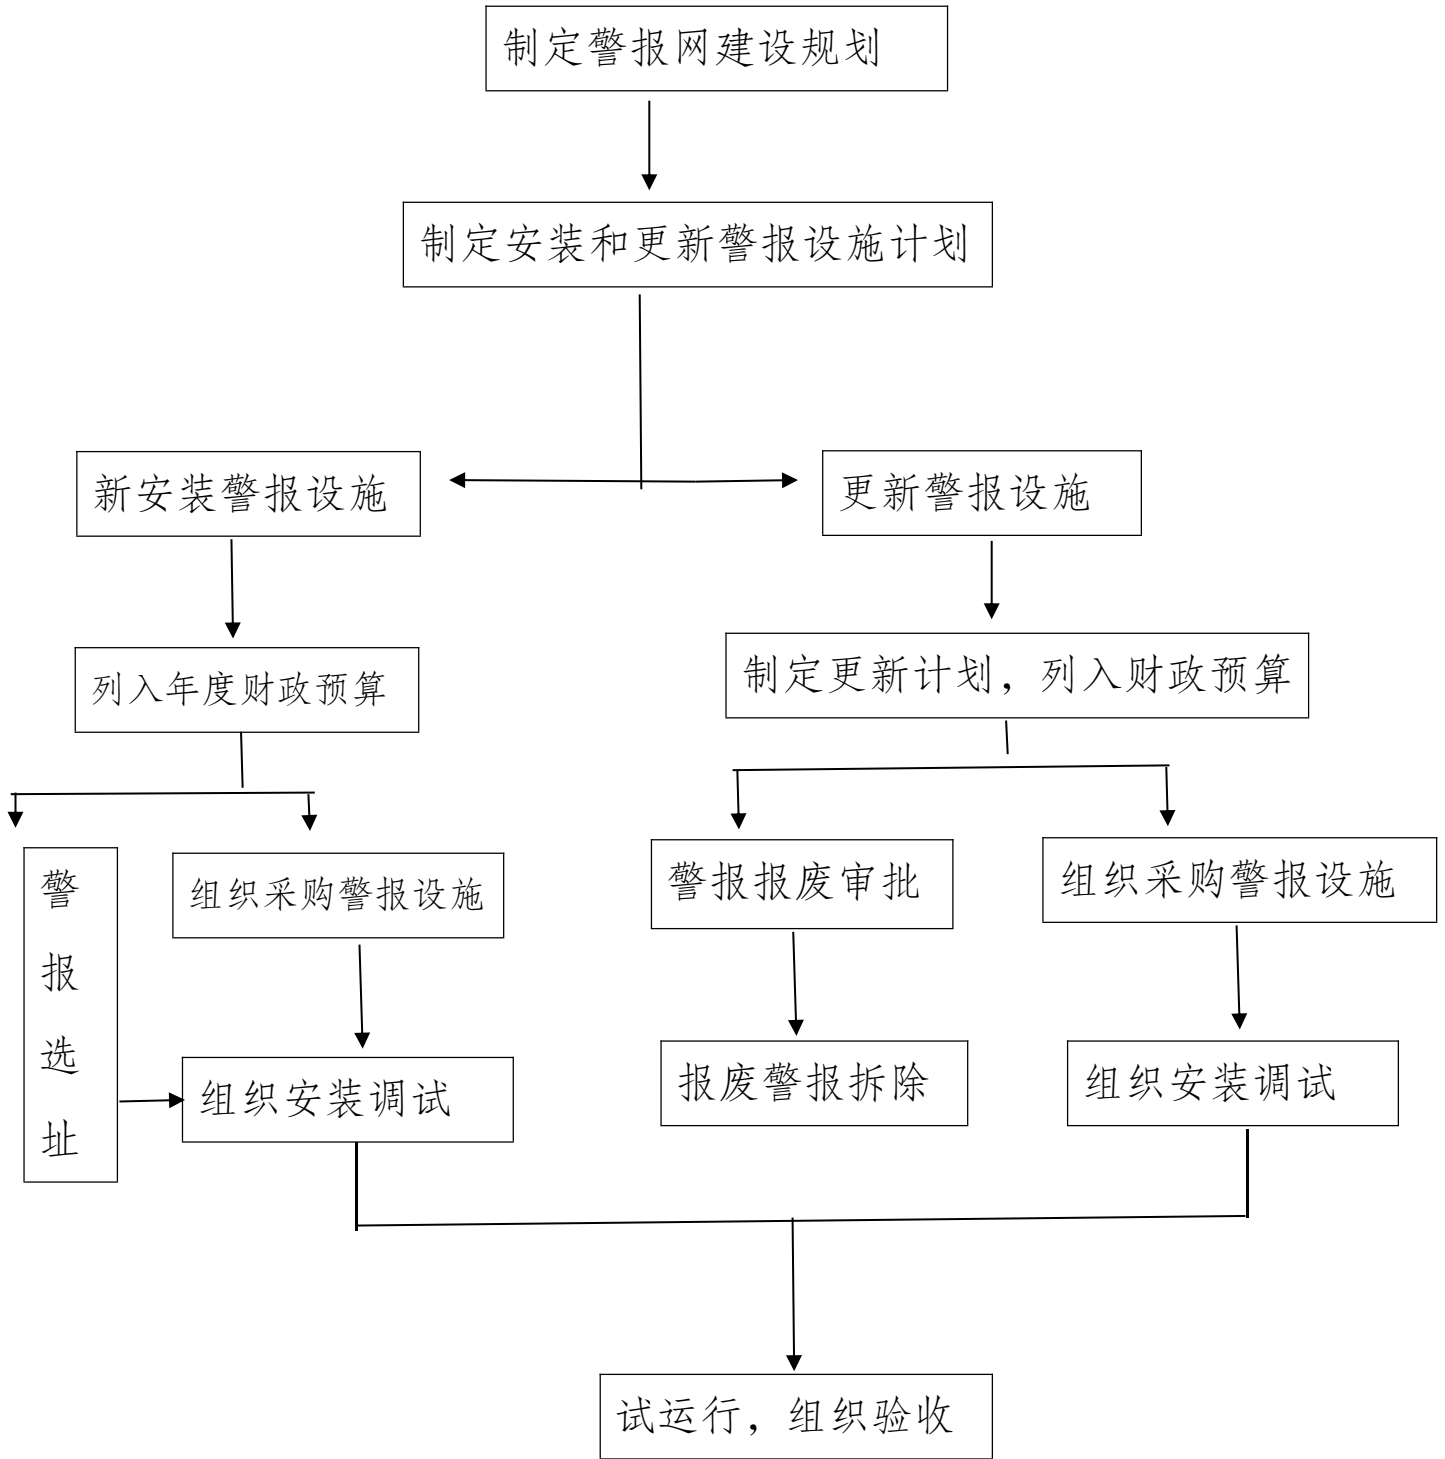 制定警报网建设规划
制定安装和更新警报设施计划
新安装警报设施
更新警报设施
列入年度财政预算
制定更新计划，列入财政预算
警
报
选
址
组织采购警报设施
警报报废审批
组织采购警报设施
组织安装调试
报废警报拆除
组织安装调试
试运行，组织验收